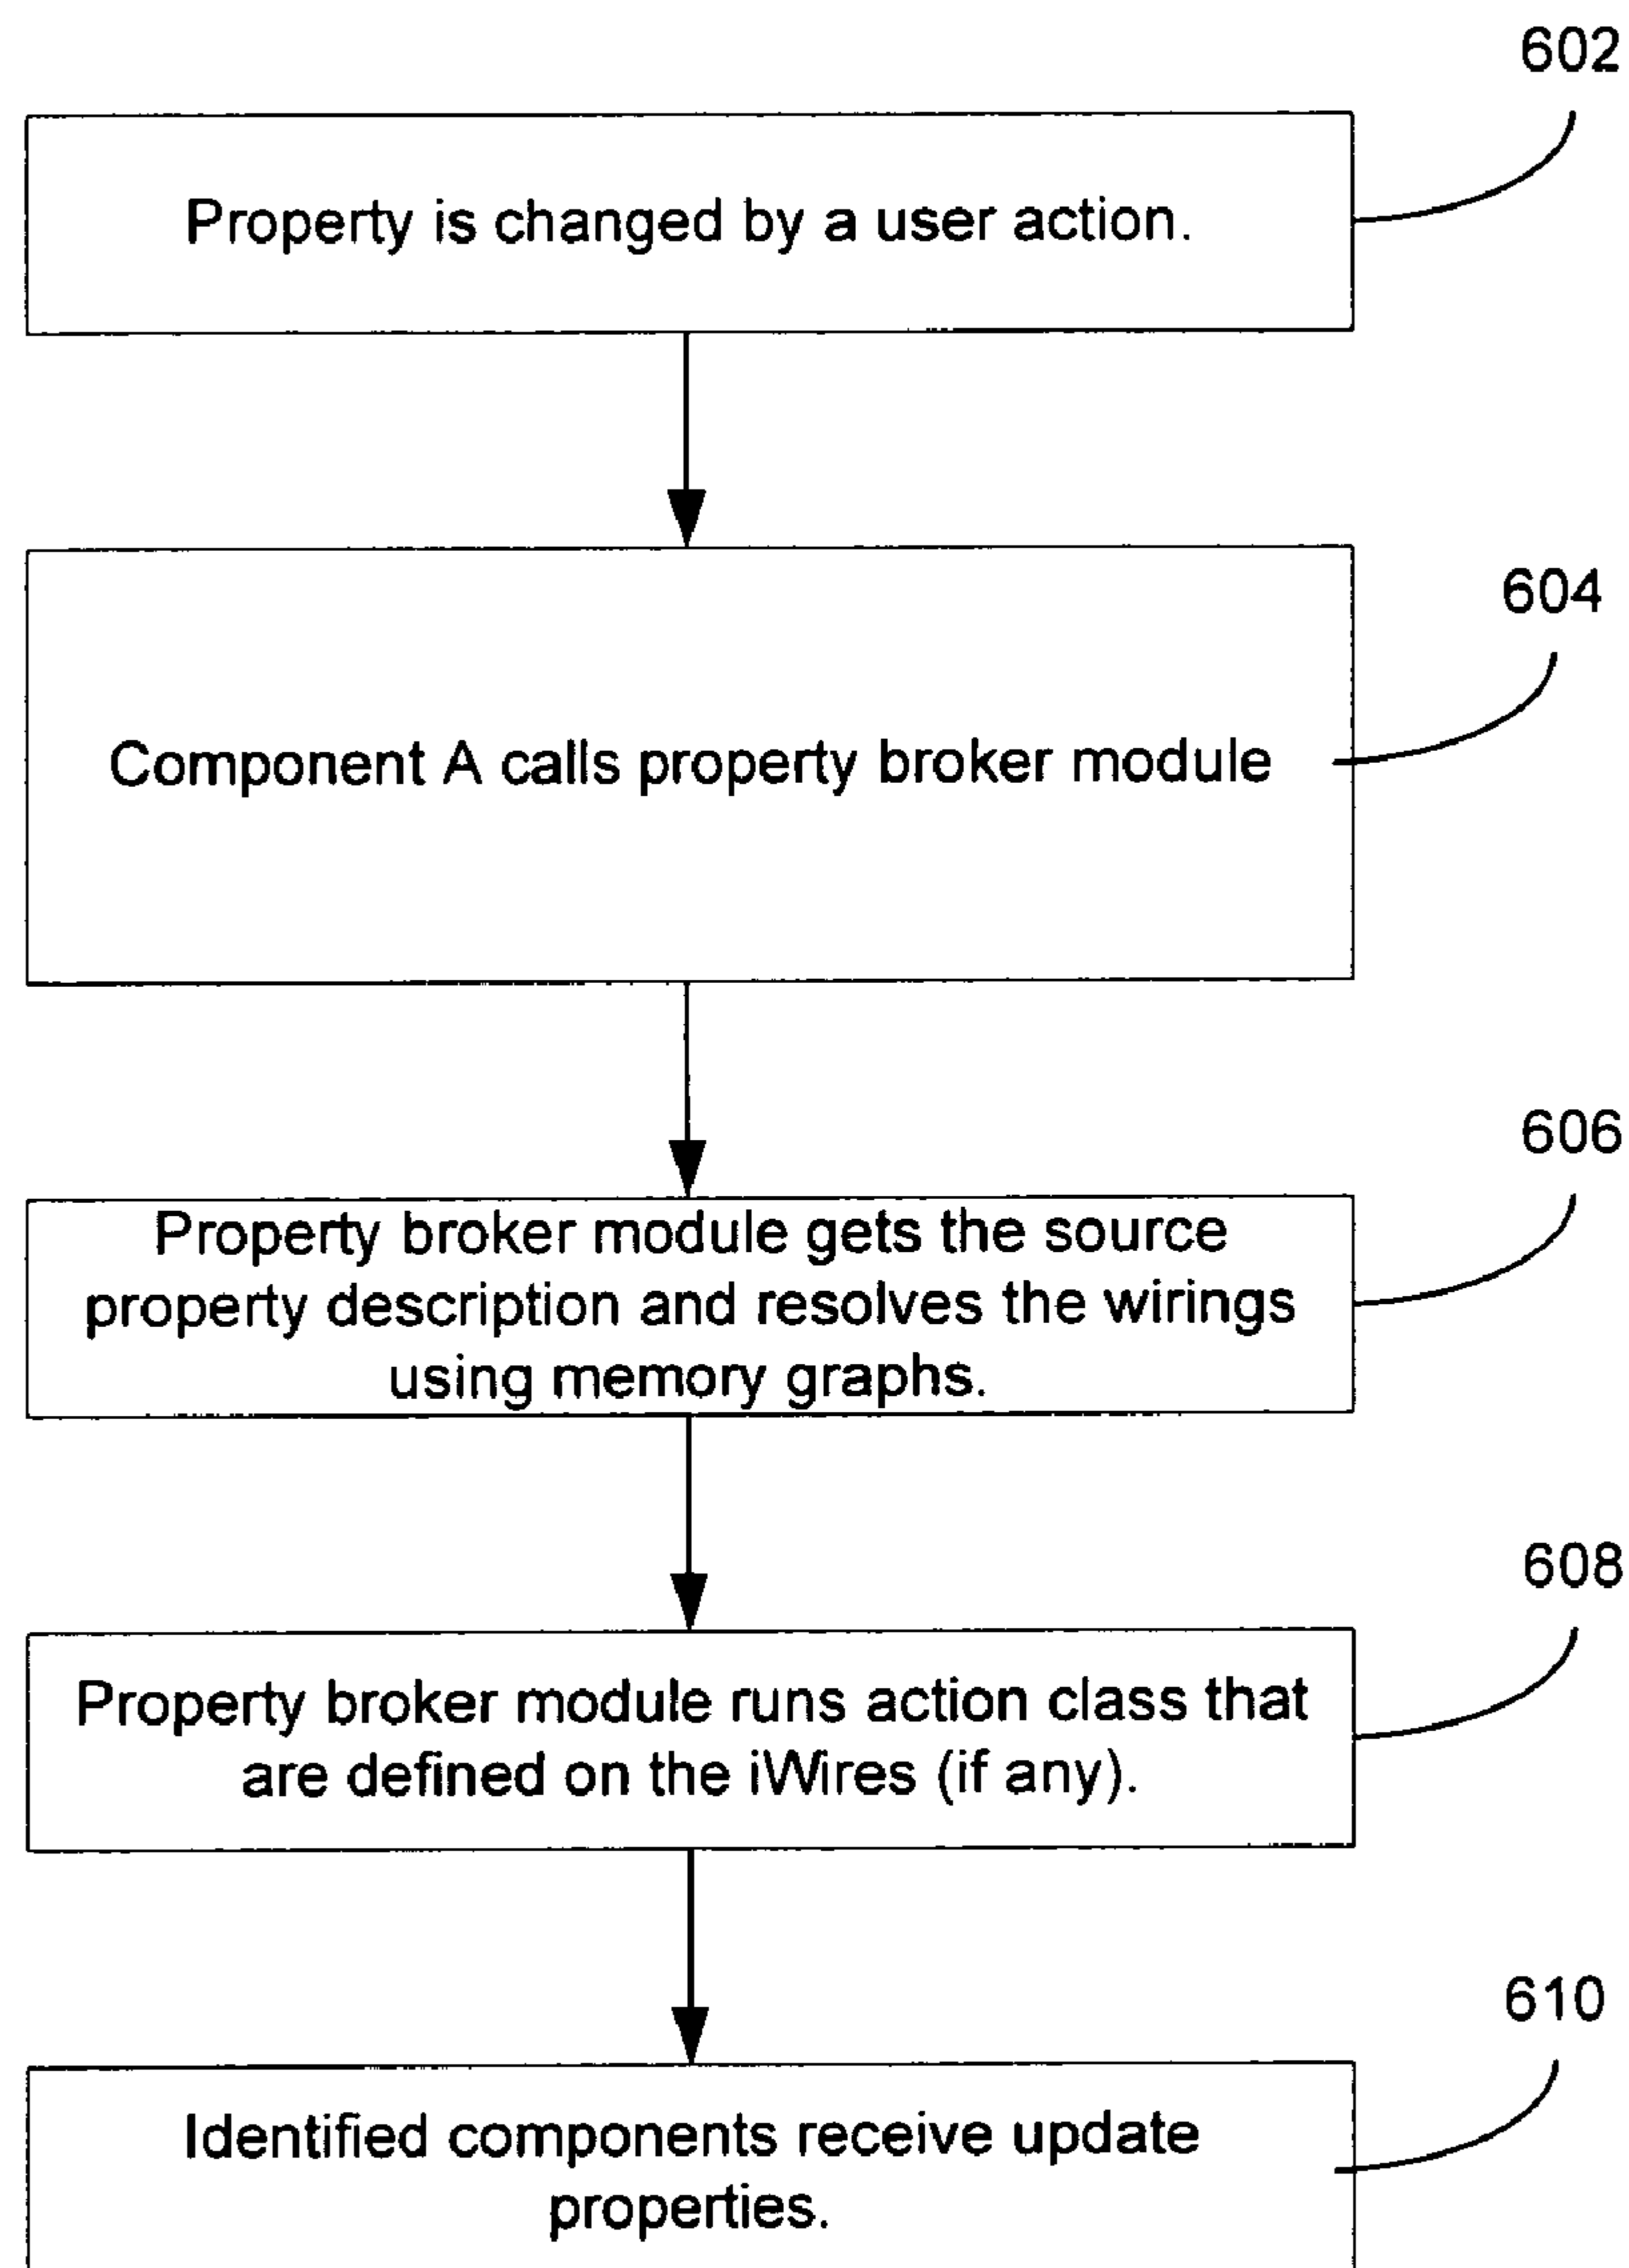 602
Property is changed by a user action.
604
Component A calls property broker module
606
Property broker module gets the source
property description and resolves the wirings
using memory graphs.
608
Property broker module runs action class that
are defined on the iWires (if any).
610
Identified components receive update
properties.